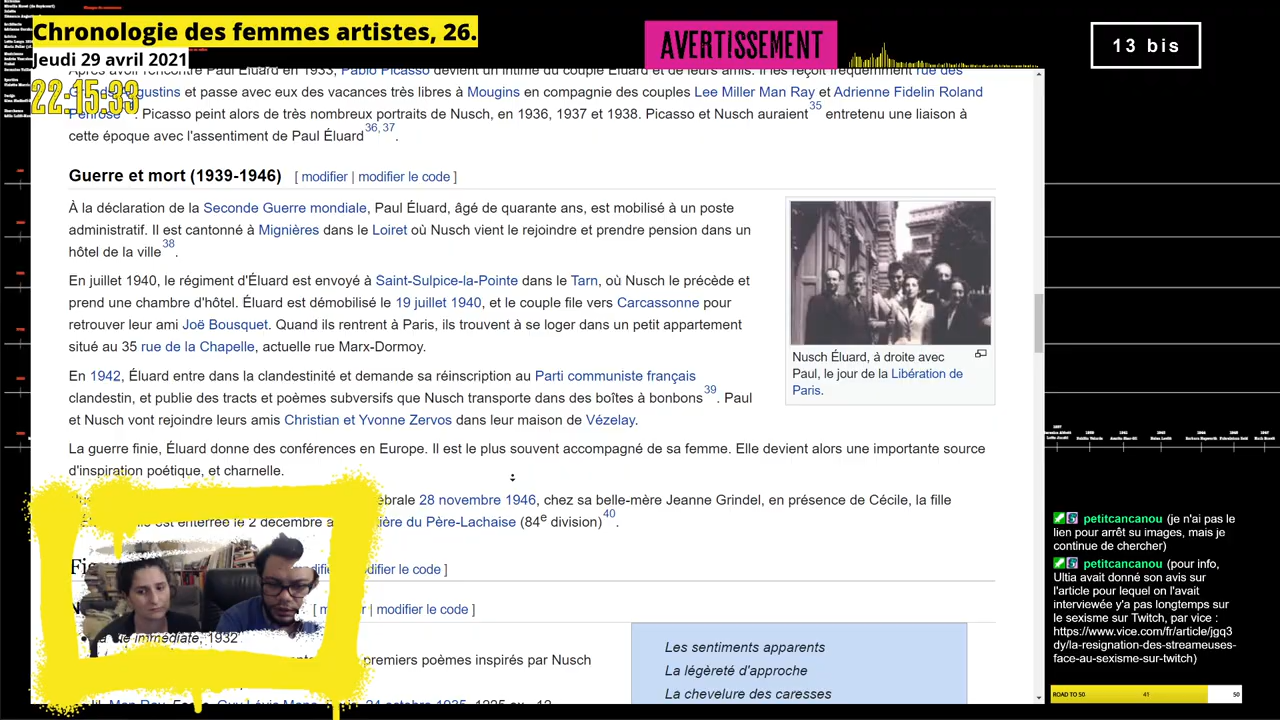 Chronologie des femmes artistes, 26.
Jeudi 29 avril 2021
22:15:33
AVERTISSEMENT
13 bis
Après avoir rencontré Paul Éluard en 1933, Pablo Picasso devient un intime du couple Éluard et de leurs amis. Il les reçoit fréquemment rue des
Augustins et passe avec eux des vacances très libres à Mougins en compagnie des couples Lee Miller Man Ray et Adrienne Fidelin Roland
Penrose . Picasso peint alors de très nombreux portraits de Nusch, en 1936, 1937 et 1938. Picasso et Nusch auraient35 entretenu une liaison à
cette époque avec l'assentiment de Paul Éluard36, 37.
Guerre et mort (1939-1946) [ modifier | modifier le code ]
À la déclaration de la Seconde Guerre mondiale, Paul Éluard, âgé de quarante ans, est mobilisé à un poste
administratif. Il est cantonné à Mignières dans le Loiret où Nusch vient le rejoindre et prendre pension dans un
hôtel de la ville38.
En juillet 1940, le régiment d'Éluard est envoyé à Saint-Sulpice-la-Pointe dans le Tarn, où Nusch le précède et
prend une chambre d'hôtel. Éluard est démobilisé le 19 juillet 1940, et le couple file vers Carcassonne pour
retrouver leur ami Joë Bousquet. Quand ils rentrent à Paris, ils trouvent à se loger dans un petit appartement
situé au 35 rue de la Chapelle, actuelle rue Marx-Dormoy.
En 1942, Éluard entre dans la clandestinité et demande sa réinscription au Parti communiste français
clandestin, et publie des tracts et poèmes subversifs que Nusch transporte dans des boîtes à bonbons39. Paul
et Nusch vont rejoindre leurs amis Christian et Yvonne Zervos dans leur maison de Vézelay.
La guerre finie, Éluard donne des conférences en Europe. Il est le plus souvent accompagné de sa femme. Elle devient alors une importante source
d'inspiration poétique, et charnelle.
28 novembre 1946, chez sa belle-mère Jeanne Grindel, en présence de Cécile, la fille
est enterrée le 2 décembre a du Père-Lachaise (84e division)40.
Nusch Éluard, à droite avec
Paul, le jour de la Libération de
Paris.
modifier le code ]
[ | modifier le code ]
immédiate, 1932
premiers poèmes inspirés par Nusch
Les sentiments apparents
La légèreté d'approche
La chevelure des caresses
petitcancanou (je n'ai pas le
lien pour arrêt su images, mais je
continue de chercher)
petitcancanou (pour info,
Ultia avait donné son avis sur
l'article pour lequel on l'avait
interviewée y'a pas longtemps sur
le sexisme sur Twitch, par vice :
https://www.vice.com/fr/article/jgq3
dy/la-resignation-des-streameuses-
face-au-sexisme-sur-twitch)
ROAD TO 50 41 50